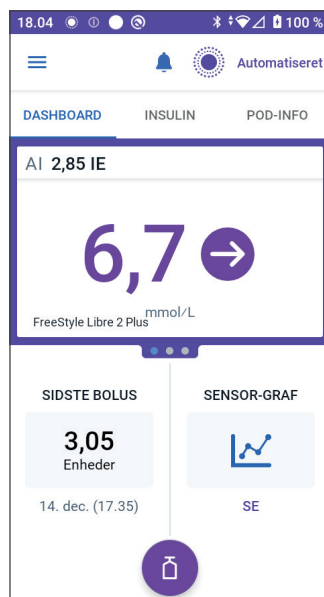 18.04 100 %
Automatiseret
DASHBOARD INSULIN POD-INFO
AI 2,85 IE
6,7
mmol/L
FreeStyle Libre 2 Plus
SIDSTE BOLUS SENSOR-GRAF
3,05
Enheder
14. dec. (17.35) SE